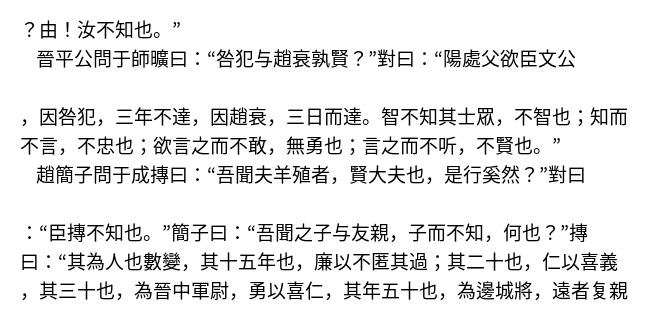 ？由！汝不知也。”
晉平公問于師曠曰：“咎犯与趙衰孰賢？”對曰：“陽處父欲臣文公
，因咎犯，三年不達，因趙衰，三日而達。智不知其士眾，不智也；知而
不言，不忠也；欲言之而不敢，無勇也；言之而不听，不賢也。”
趙簡子問于成摶曰：“吾聞夫羊殖者，賢大夫也，是行奚然？”對曰
：“臣摶不知也。”簡子曰：“吾聞之子与友親，子而不知，何也？”摶
曰：“其為人也數變，其十五年也，廉以不匿其過；其二十也，仁以喜義
，其三十也，為晉中軍尉，勇以喜仁，其年五十也，為邊城將，遠者复親